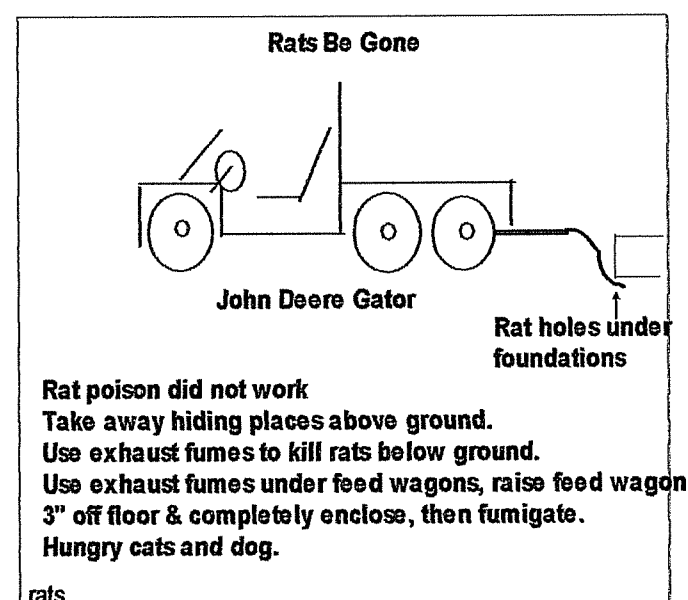 Rats Be Gone
John Deere Gator
Rat holes under
foundations
Rat poison did not work
Take away hiding places above ground.
Use exhaust fumes to kill rats below ground.
Use exhaust fumes under feed wagons, raise feed wagon
3" off floor & completely enclose, then fumigate.
Hungry cats and dog.
rats